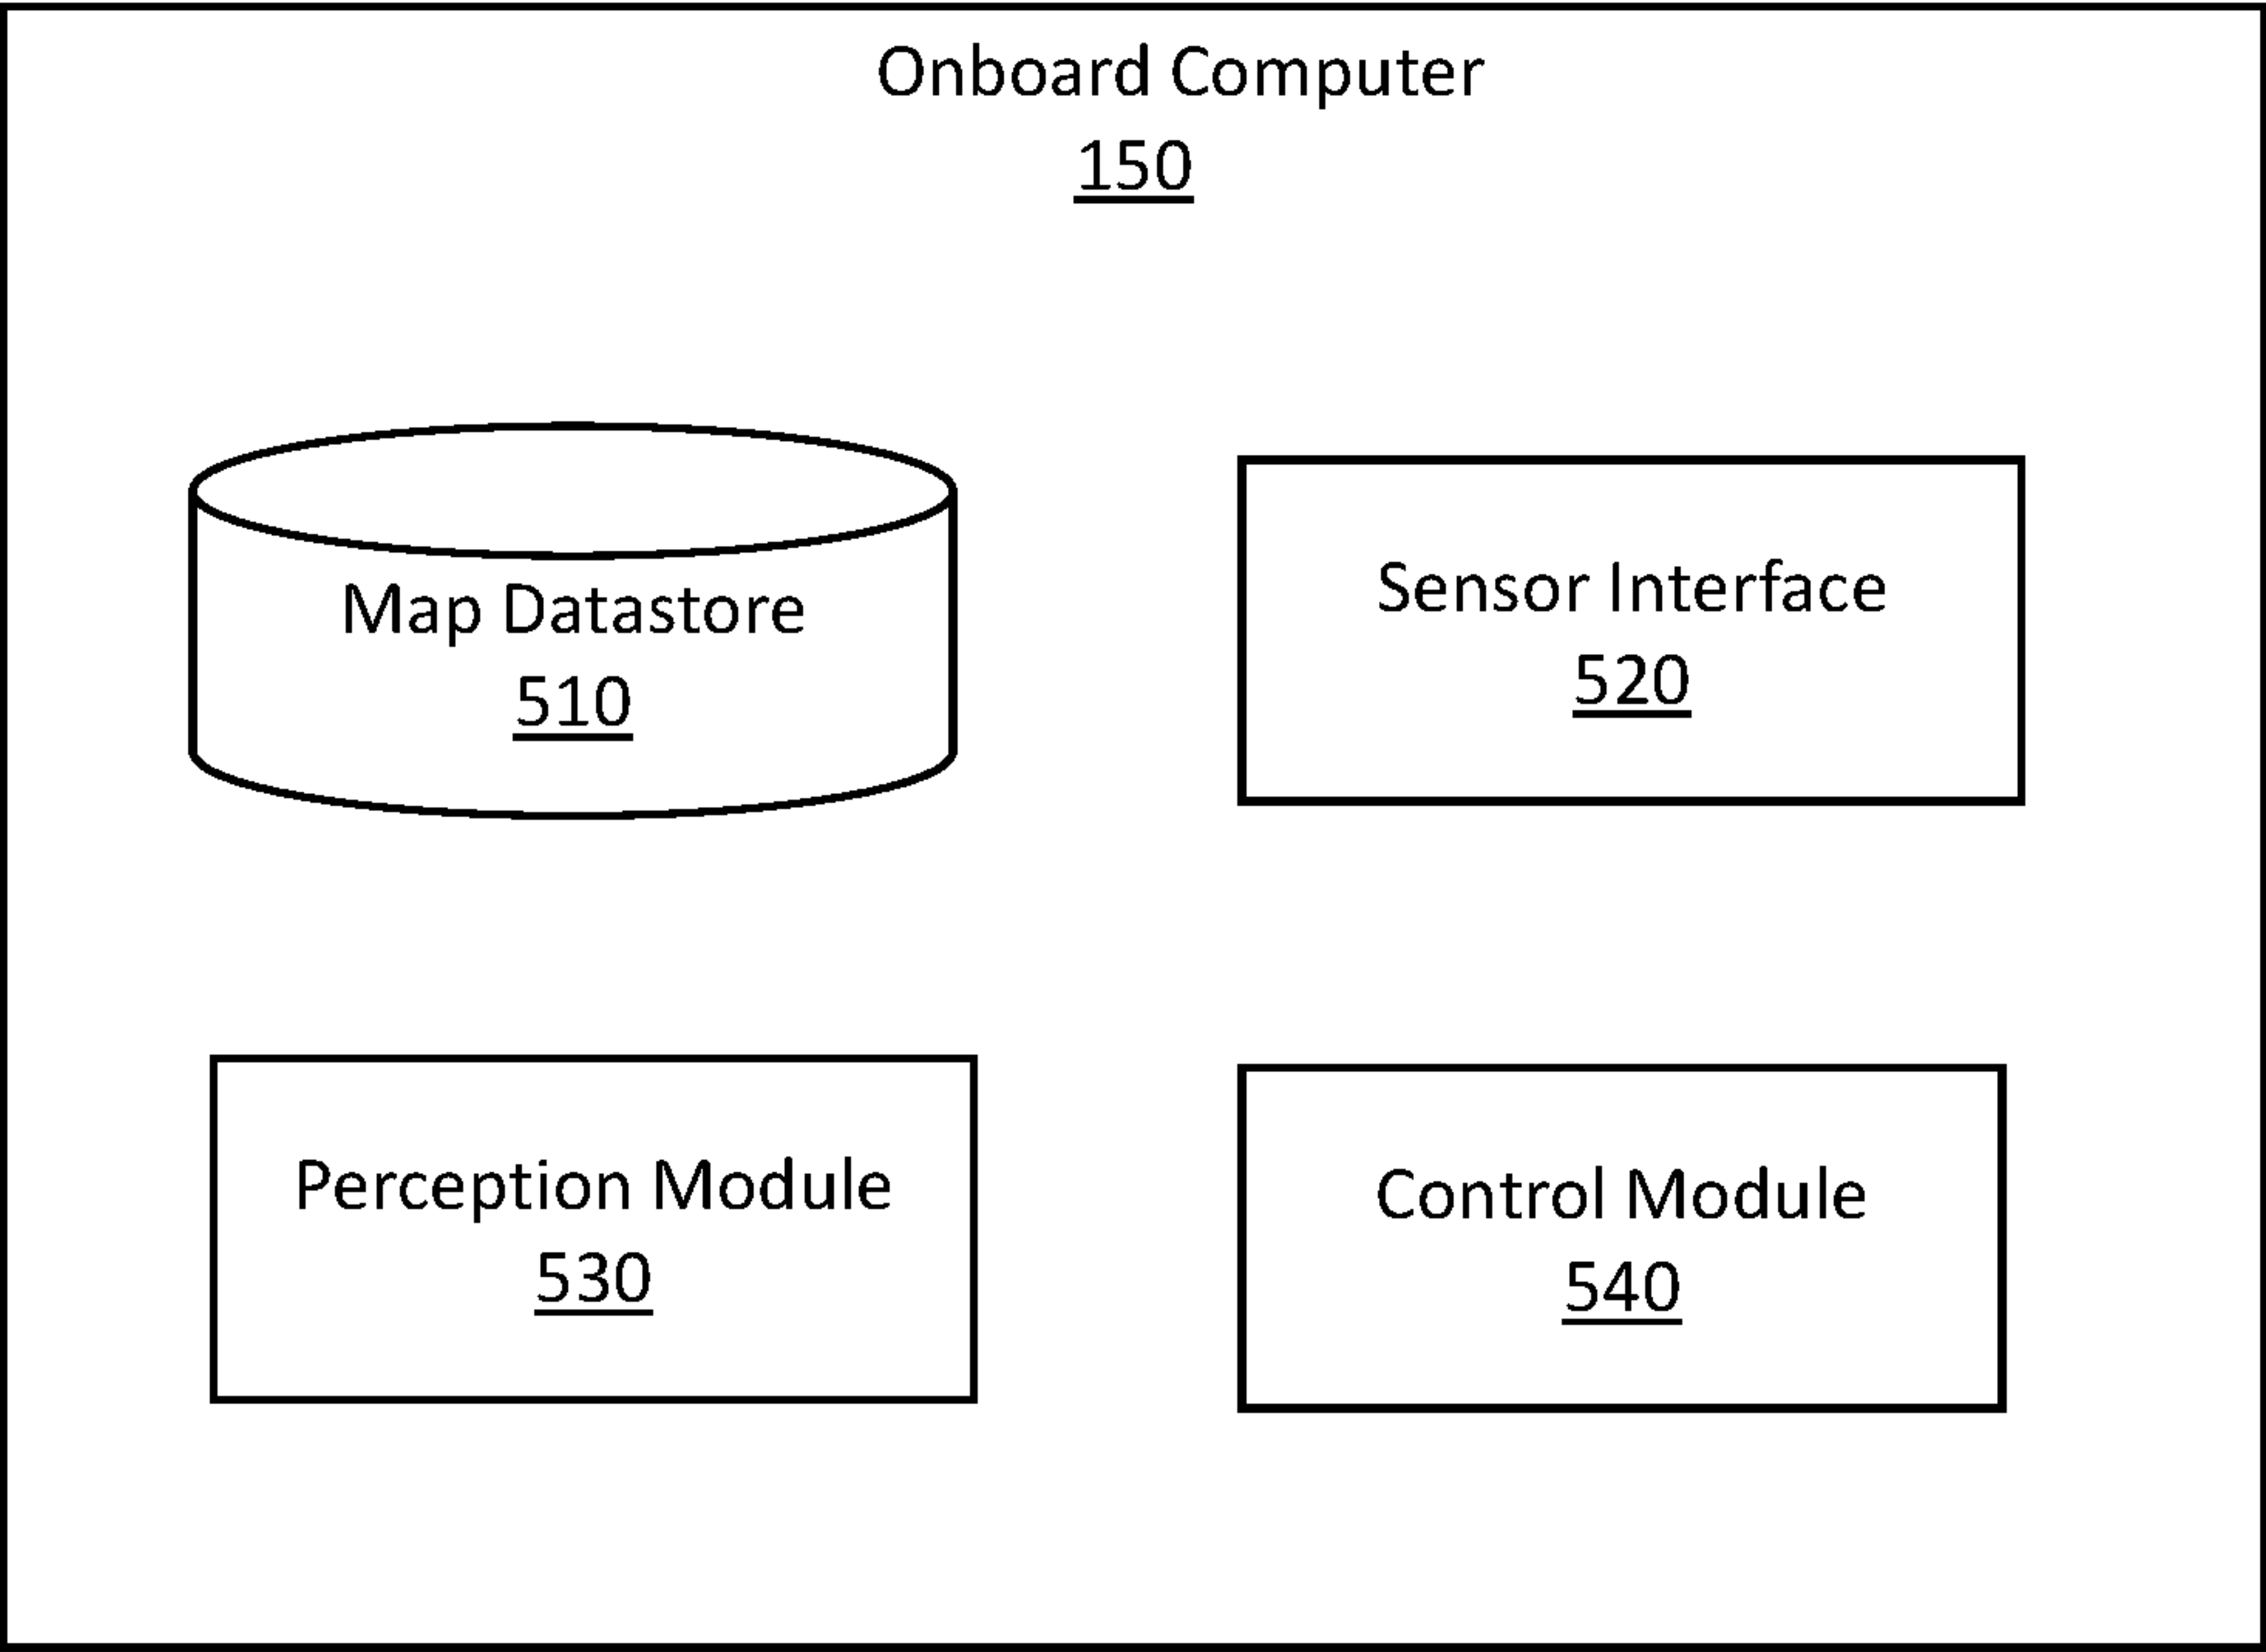 Onboard Computer
150
Map Datastore
510
Sensor Interface
520
Perception Module
530
Control Module
540